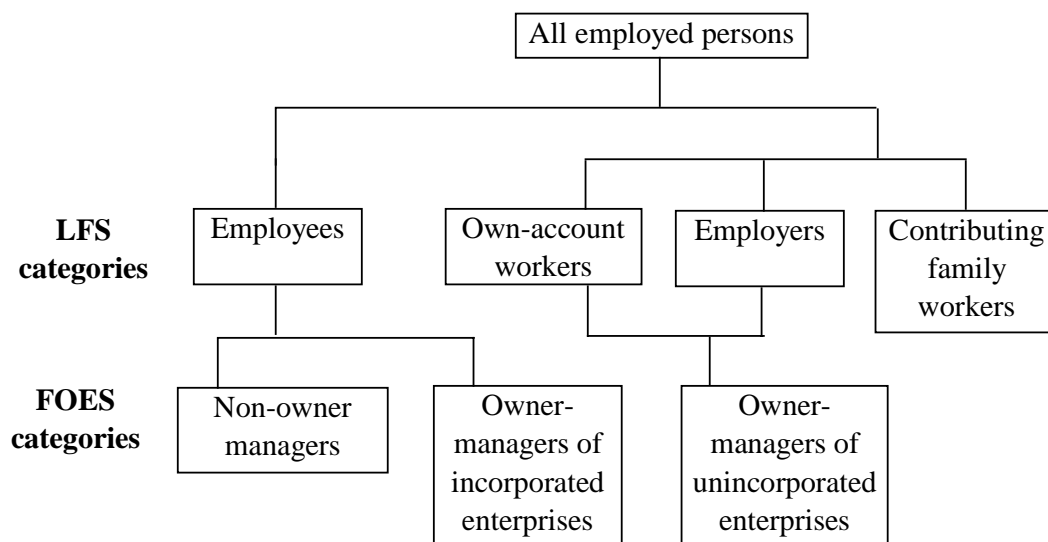 All employed persons
LFS
categories
Employees
Own-account
workers
Employers
Contributing
family
workers
FOES
categories
Non-owner
managers
Owner-
managers of
incorporated
enterprises
Owner-
managers of
unincorporated
enterprises